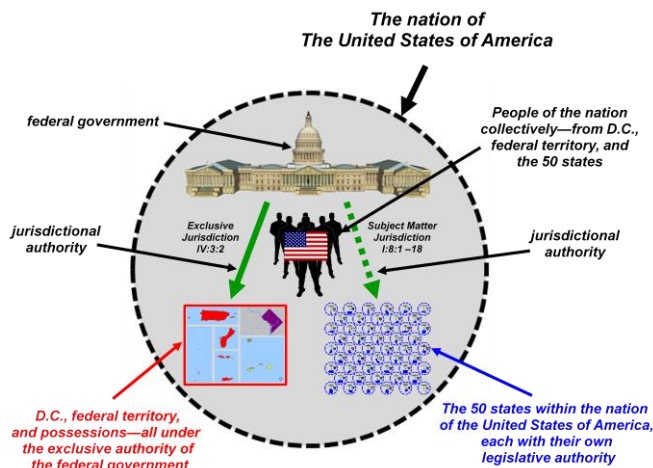 The nation of
The United States of America
federal government
People of the nation
collectively—from D.C.,
federal territory, and
the 50 states
Exclusive
Jurisdiction
IV:3:2
Subject Matter
Jurisdiction
I:8:1 –18
jurisdictional
authority
jurisdictional
authority
D.C., federal territory,
and possessions—all under
the exclusive authority of
the federal government
The 50 states within the nation
of the United States of America,
each with their own
legislative authority